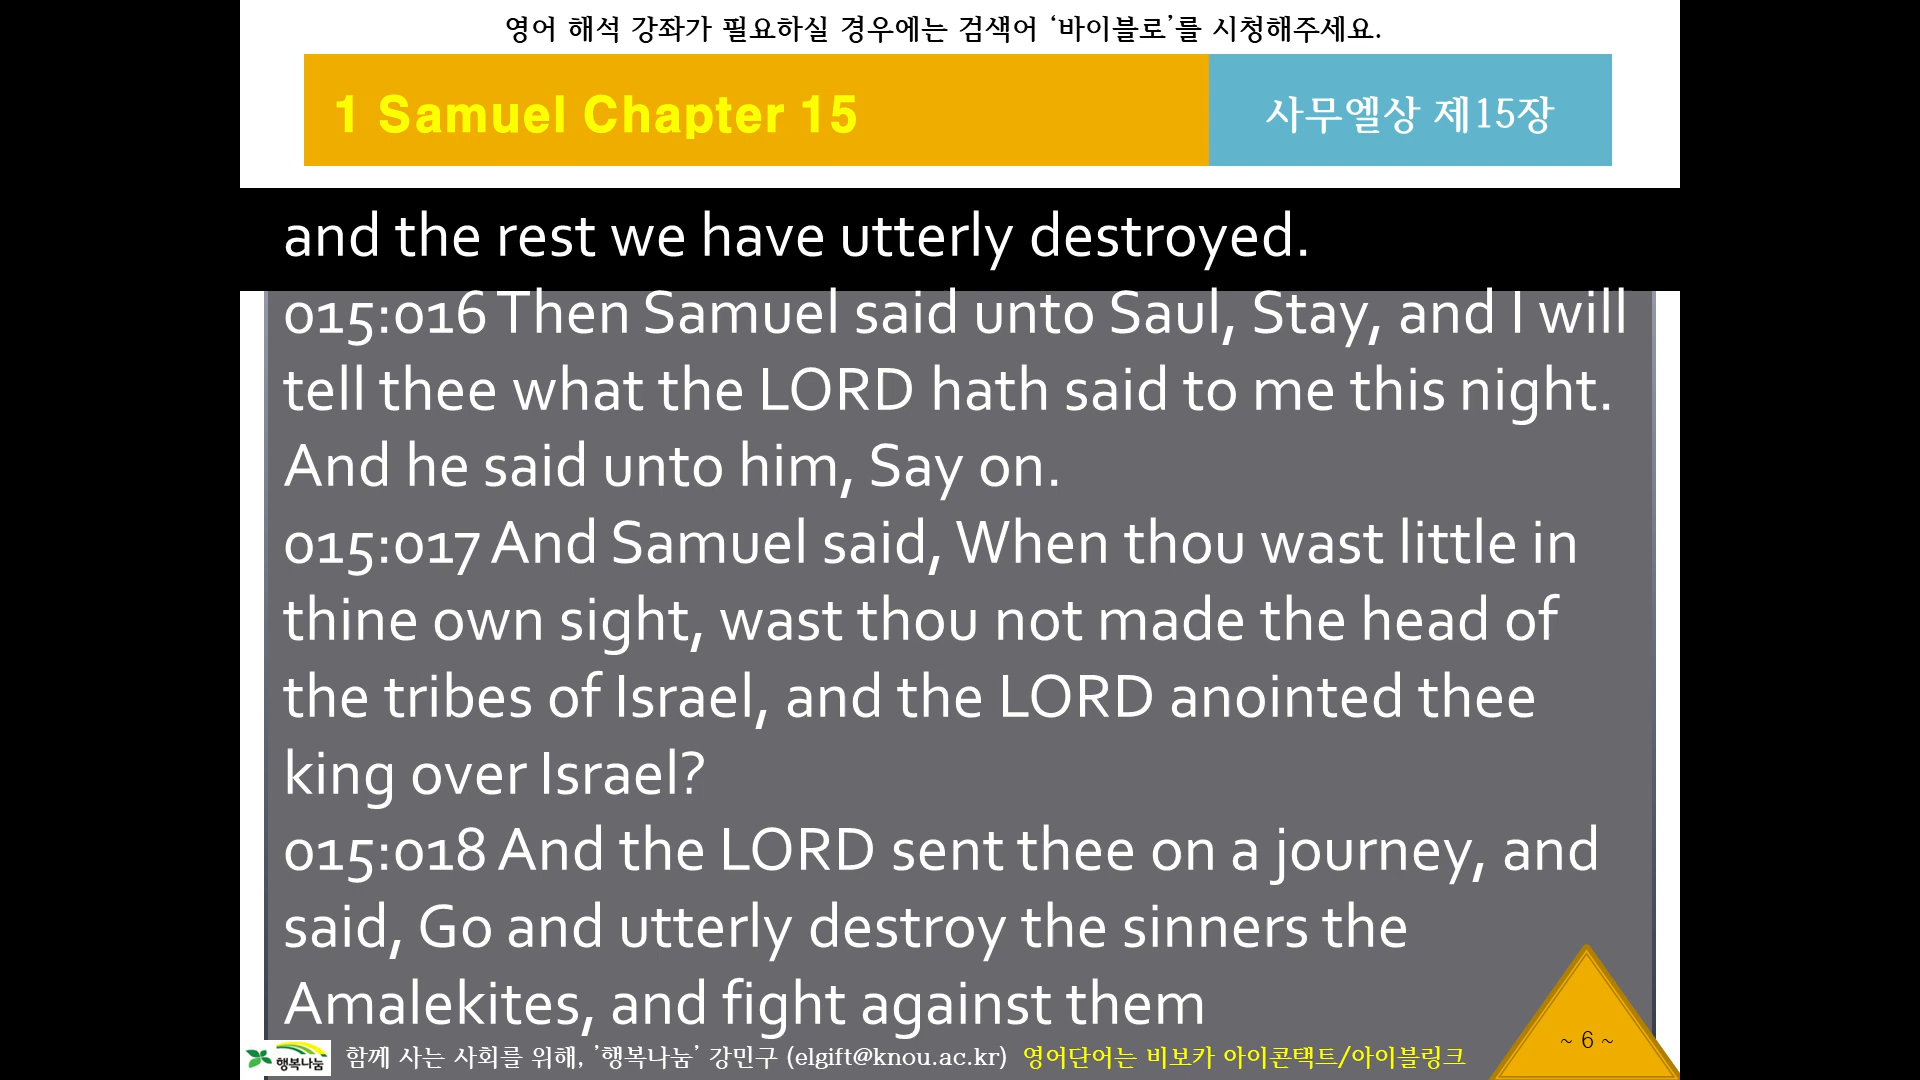 영어 해석 강좌가 필요하실 경우에는 검색어 ‘바이블로’를 시청해주세요.
1 Samuel Chapter 15
사무엘상 제15장
and the rest we have utterly destroyed.
015:016 Then Samuel said unto Saul, Stay, and I will
tell thee what the LORD hath said to me this night.
And he said unto him, Say on.
015:017 And Samuel said, When thou wast little in
thine own sight, wast thou not made the head of
the tribes of Israel, and the LORD anointed thee
king over Israel?
015:018 And the LORD sent thee on a journey, and
said, Go and utterly destroy the sinners the
Amalekites, and fight against them
~ 6 ~
행복나눔
함께 사는 사회를 위해, ’행복나눔’ 강민구 (elgift@knou.ac.kr) 영어단어는 비보카 아이콘택트/아이블링크